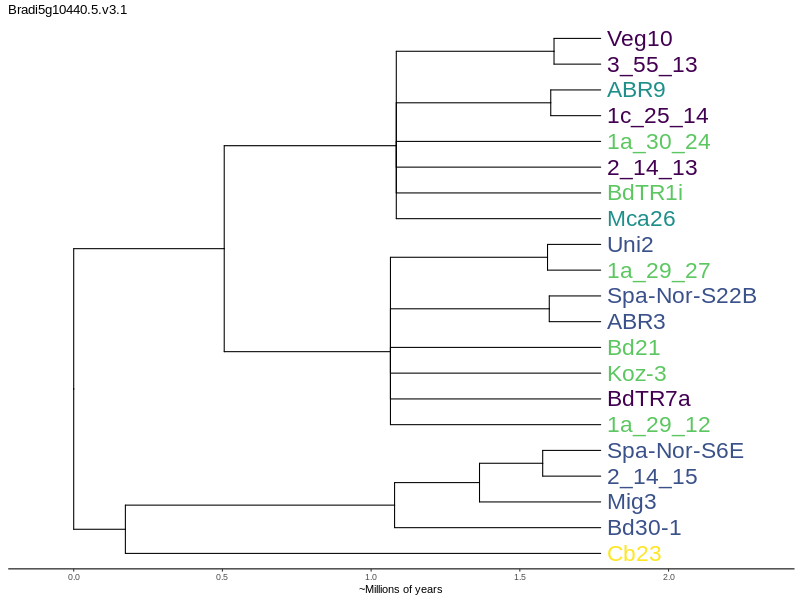 Bradi5g10440.5.v3.1
Veg10
3_55_13
ABR9
1c_25_14
1a_30_24
2_14_13
BdTR1i
Mca26
Uni2
1a_29_27
Spa-Nor-S22B
ABR3
Bd21
Koz-3
BdTR7a
1a_29_12
Spa-Nor-S6E
2_14_15
Mig3
Bd30-1
Cb23
0.0 0.5 1.0 1.5 2.0
~Millions of years